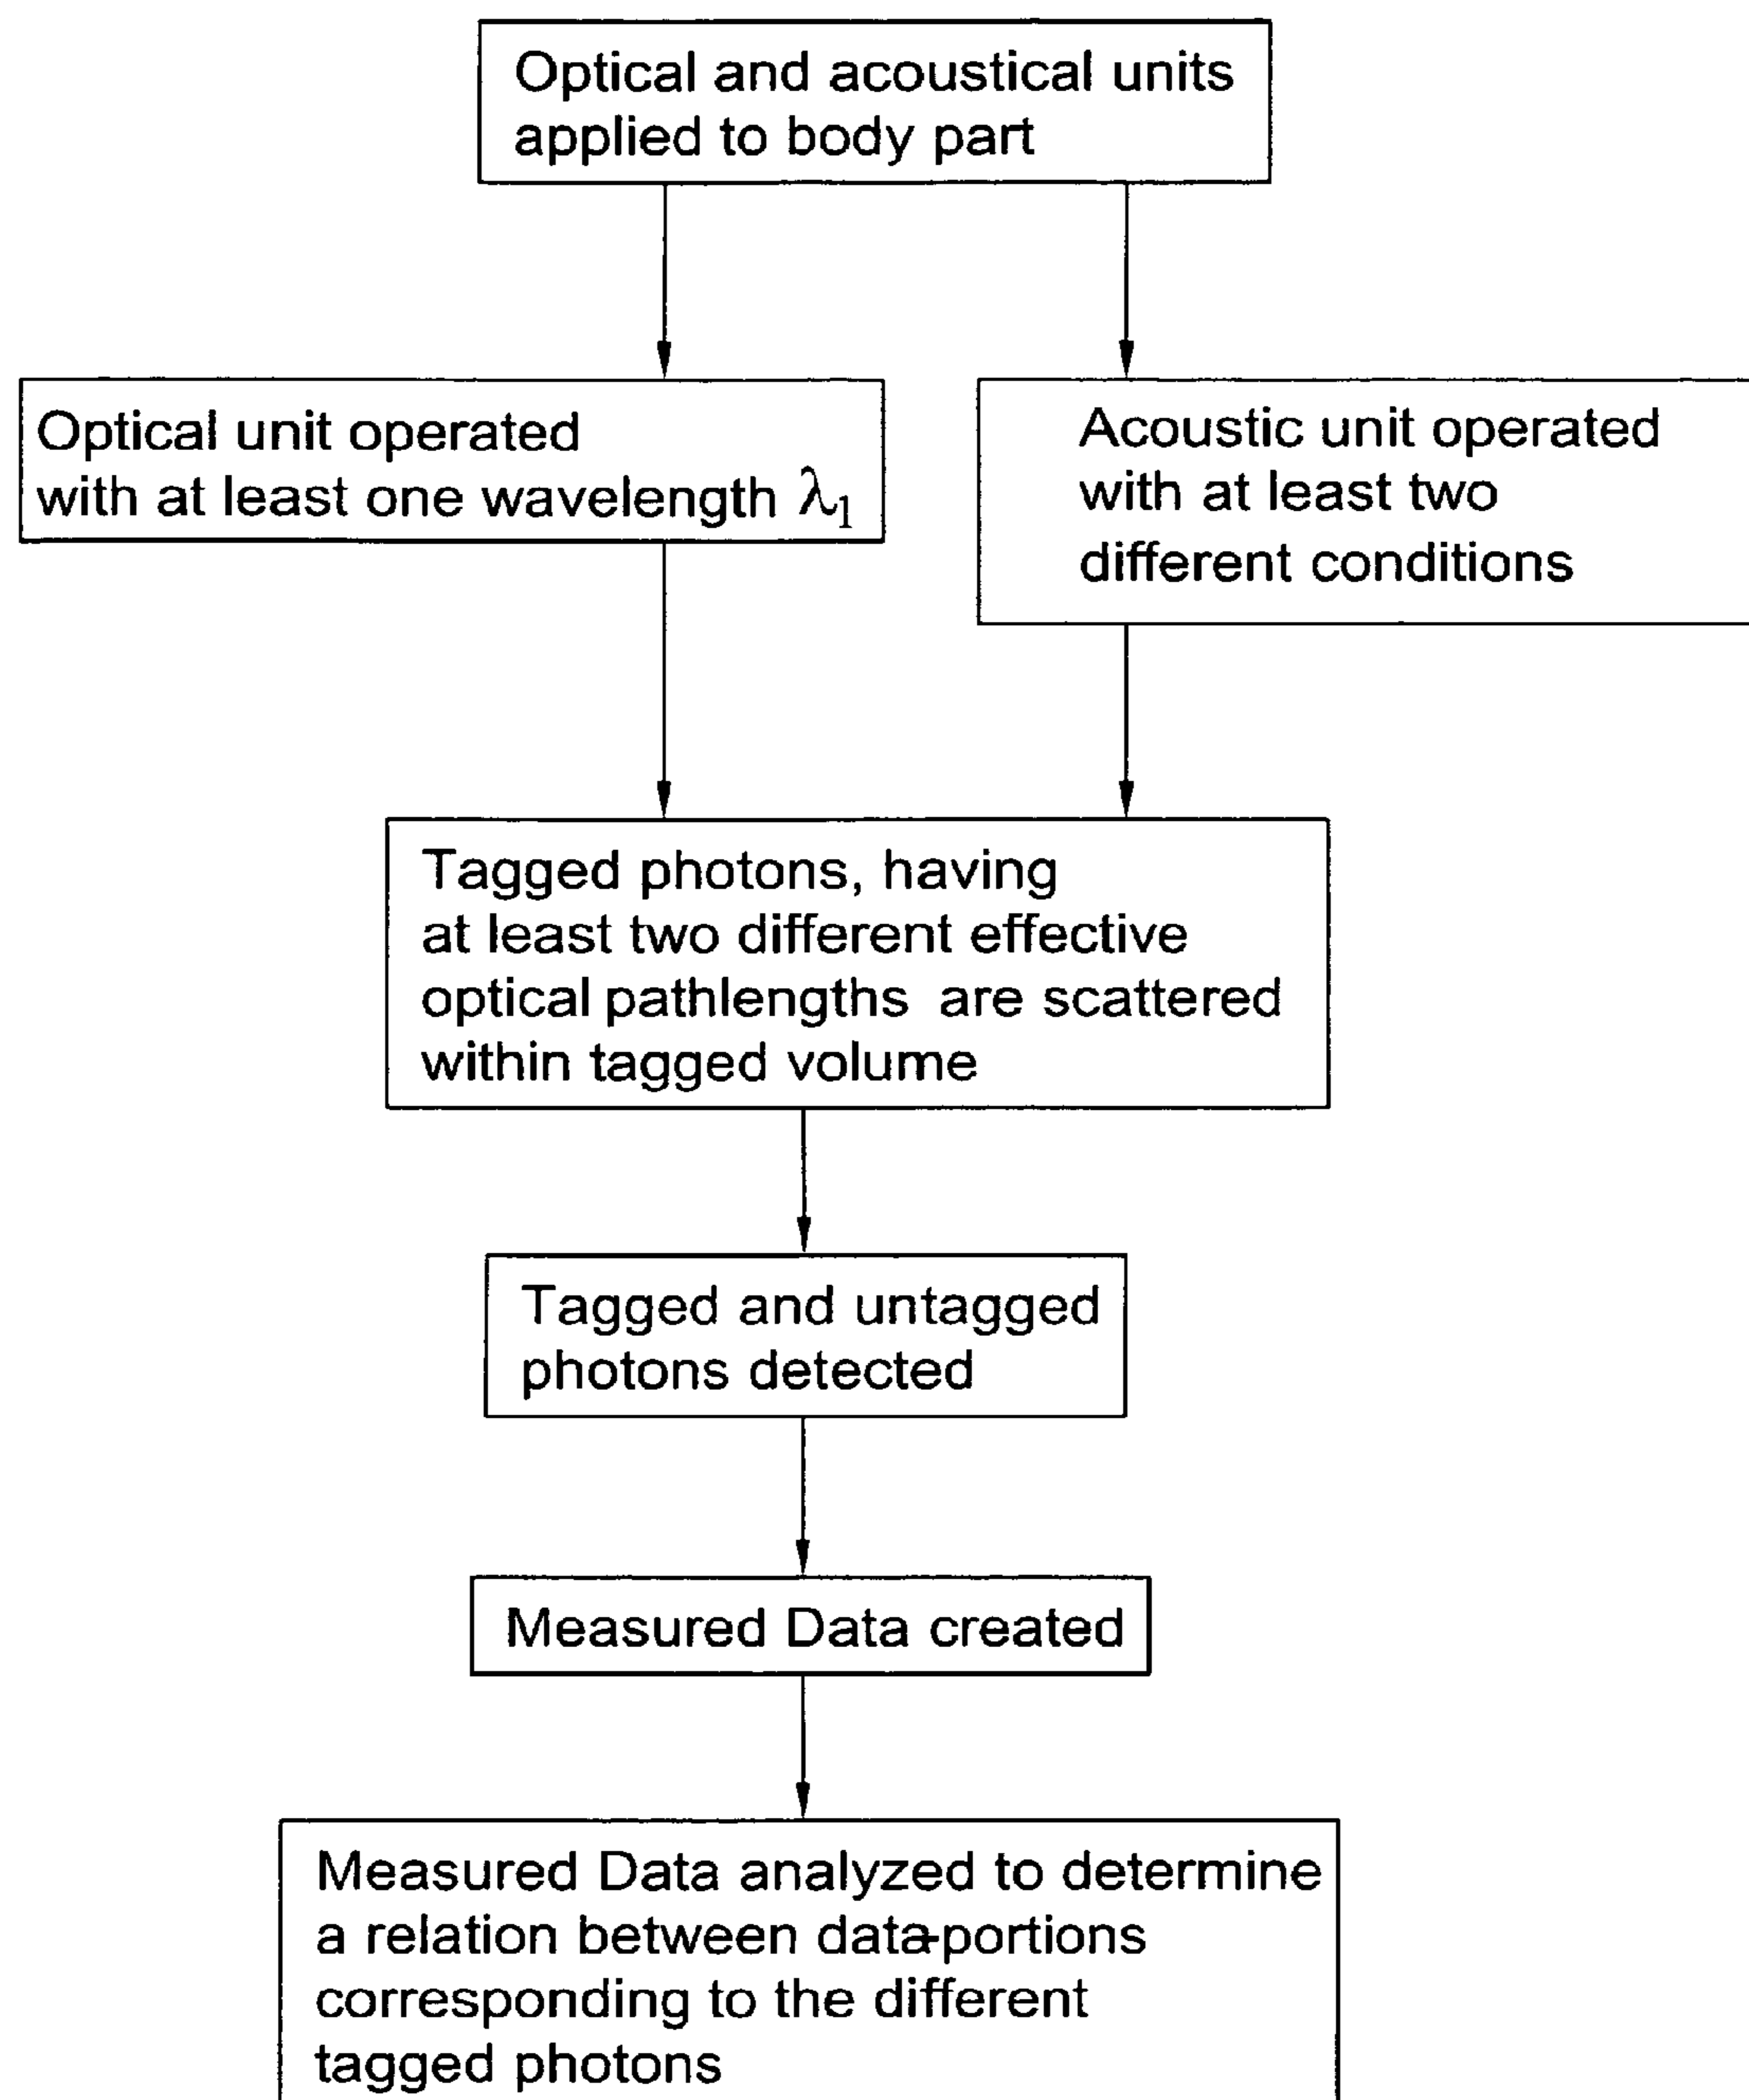 Optical and acoustical units
applied to body part
Optical unit operated
with at least one wavelength λ₁
Acoustic unit operated
with at least two
different conditions
Tagged photons, having
at least two different effective
optical pathlengths are scattered
within tagged volume
Tagged and untagged
photons detected
Measured Data created
Measured Data analyzed to determine
a relation between data-portions
corresponding to the different
tagged photons